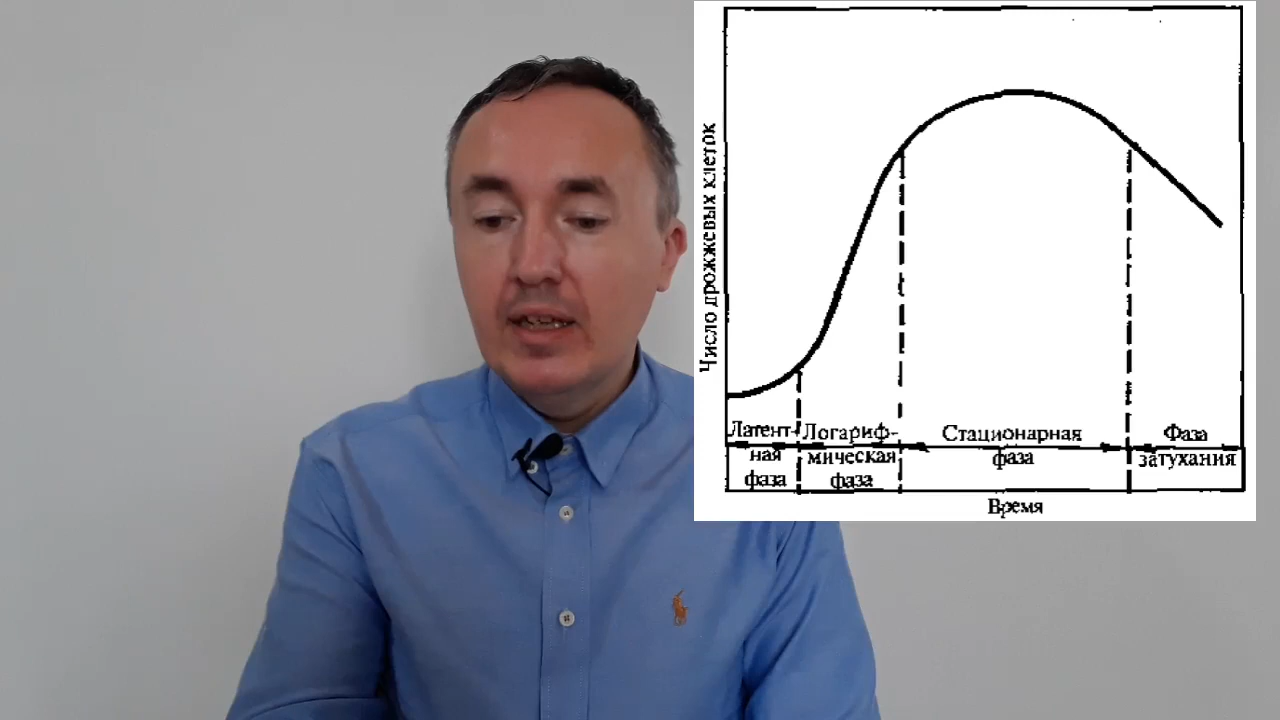 Число дрожжевых клеток
Латент-
ная
фаза
Логариф-
мическая
фаза
Стационарная
фаза
Фаза
затухания
Время